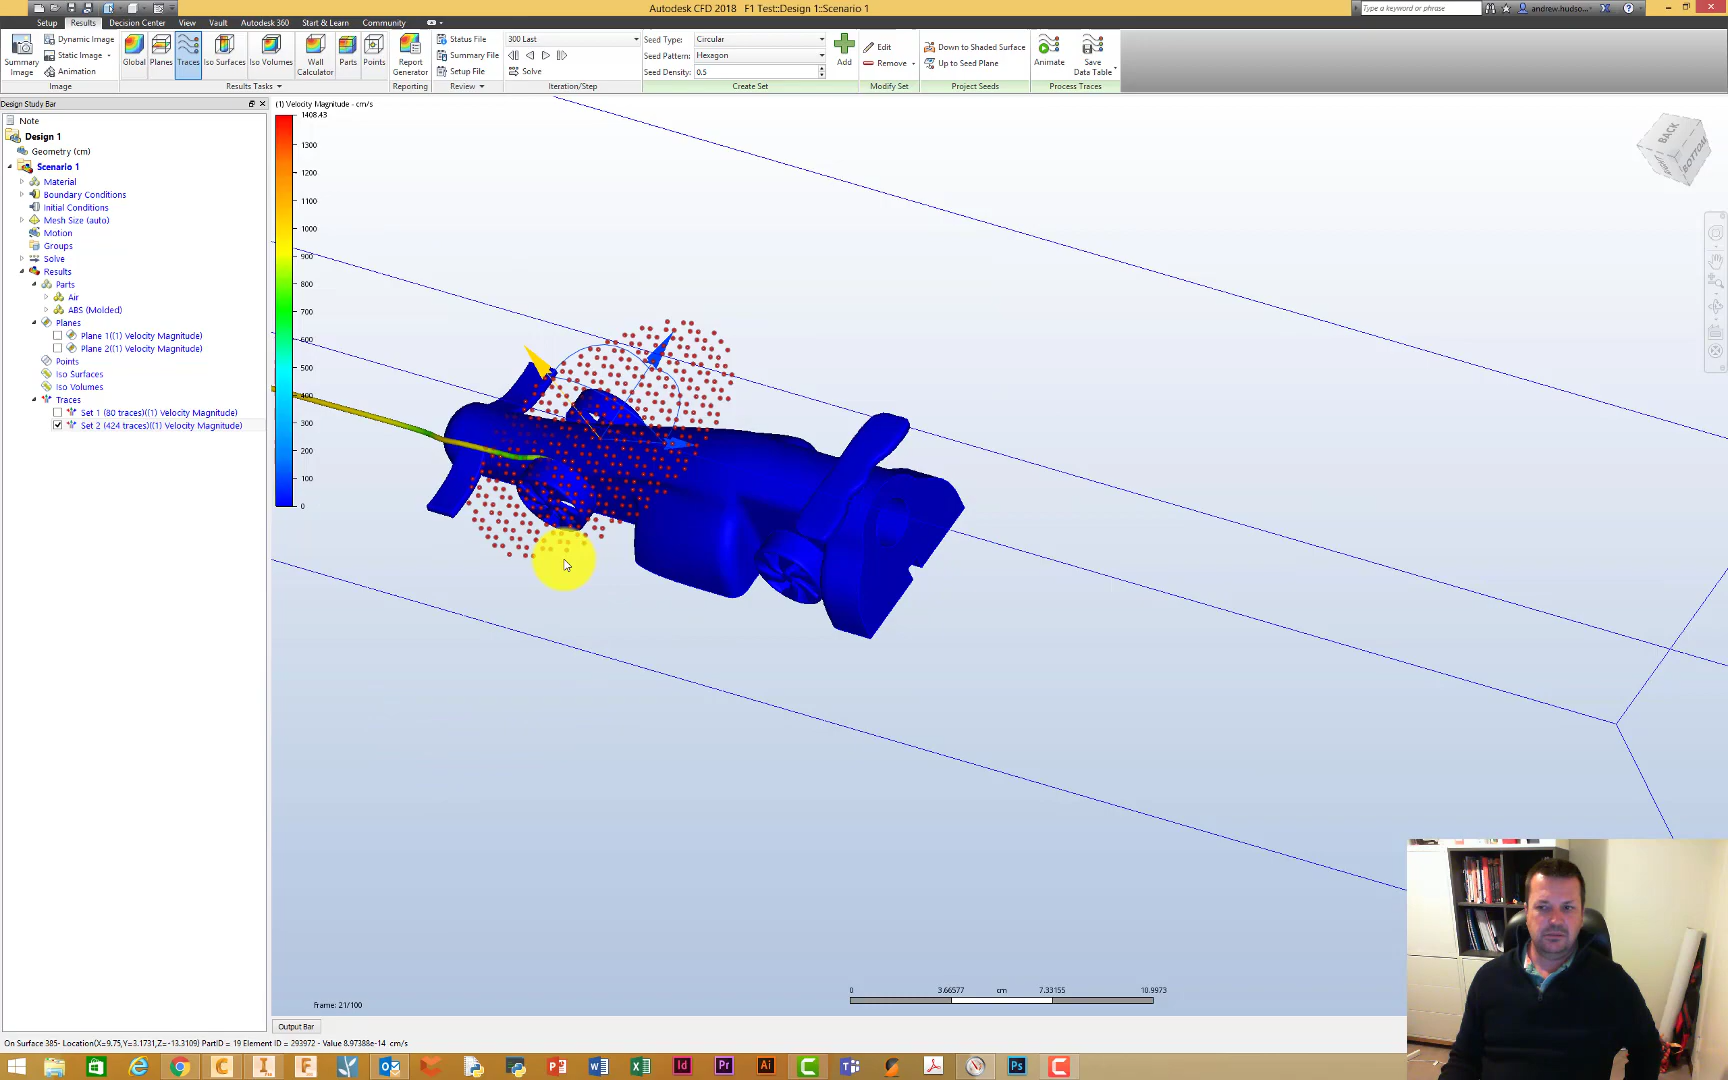 Autodesk CFD 2018 F1 Test::Design 1::Scenario 1
Type a keyword or phrase
andrew.hudso...
Setup Results Decision Center View Vault Autodesk 360 Start & Learn Community
Summary Image
Dynamic Image
Static Image
Animation
Image
Global Planes Traces Iso Surfaces Iso Volumes Wall Calculator Parts Points
Results Tasks
Report Generator
Reporting
Status File
Summary File
Setup File
Review
300 Last
Solve
Iteration/Step
Seed Type: Circular
Seed Pattern: Hexagon
Seed Density: 0.5
Create Set
Add
Edit
Remove
Modify Set
Down to Shaded Surface
Up to Seed Plane
Project Seeds
Animate
Save Data Table
Process Traces
Design Study Bar
Note
Design 1
Geometry (cm)
Scenario 1
Material
Boundary Conditions
Initial Conditions
Mesh Size (auto)
Motion
Groups
Solve
Results
Parts
Air
ABS (Molded)
Planes
Plane 1((1) Velocity Magnitude)
Plane 2((1) Velocity Magnitude)
Points
Iso Surfaces
Iso Volumes
Traces
Set 1 (80 traces)((1) Velocity Magnitude)
Set 2 (424 traces)((1) Velocity Magnitude)
(1) Velocity Magnitude - cm/s
1408.43
1300
1200
1100
1000
900
800
700
600
500
400
300
200
100
0
BACK
BOTTOM
Frame: 21/100
0 3.66577 cm 7.33155 10.9973
Output Bar
On Surface 385- Location(X=9.75,Y=3.1731,Z=-13.3109) PartID = 19 Element ID = 293972 - Value 8.97388e-14 cm/s